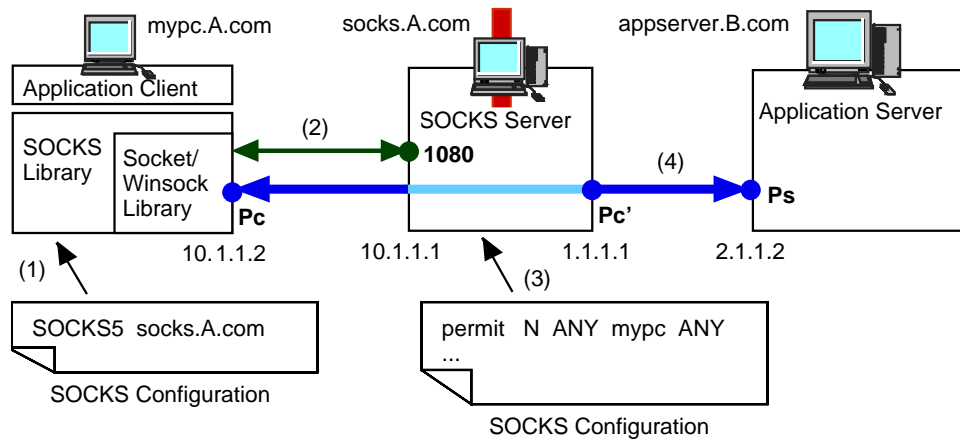 mypc.A.com
socks.A.com
appserver.B.com
Application Client
SOCKS
Library
Socket/
Winsock
Library
(2)
SOCKS Server
1080
Application Server
(4)
Pc
Pc’
Ps
10.1.1.2
10.1.1.1
1.1.1.1
2.1.1.2
(1)
(3)
SOCKS5 socks.A.com
SOCKS Configuration
permit N ANY mypc ANY
...
SOCKS Configuration